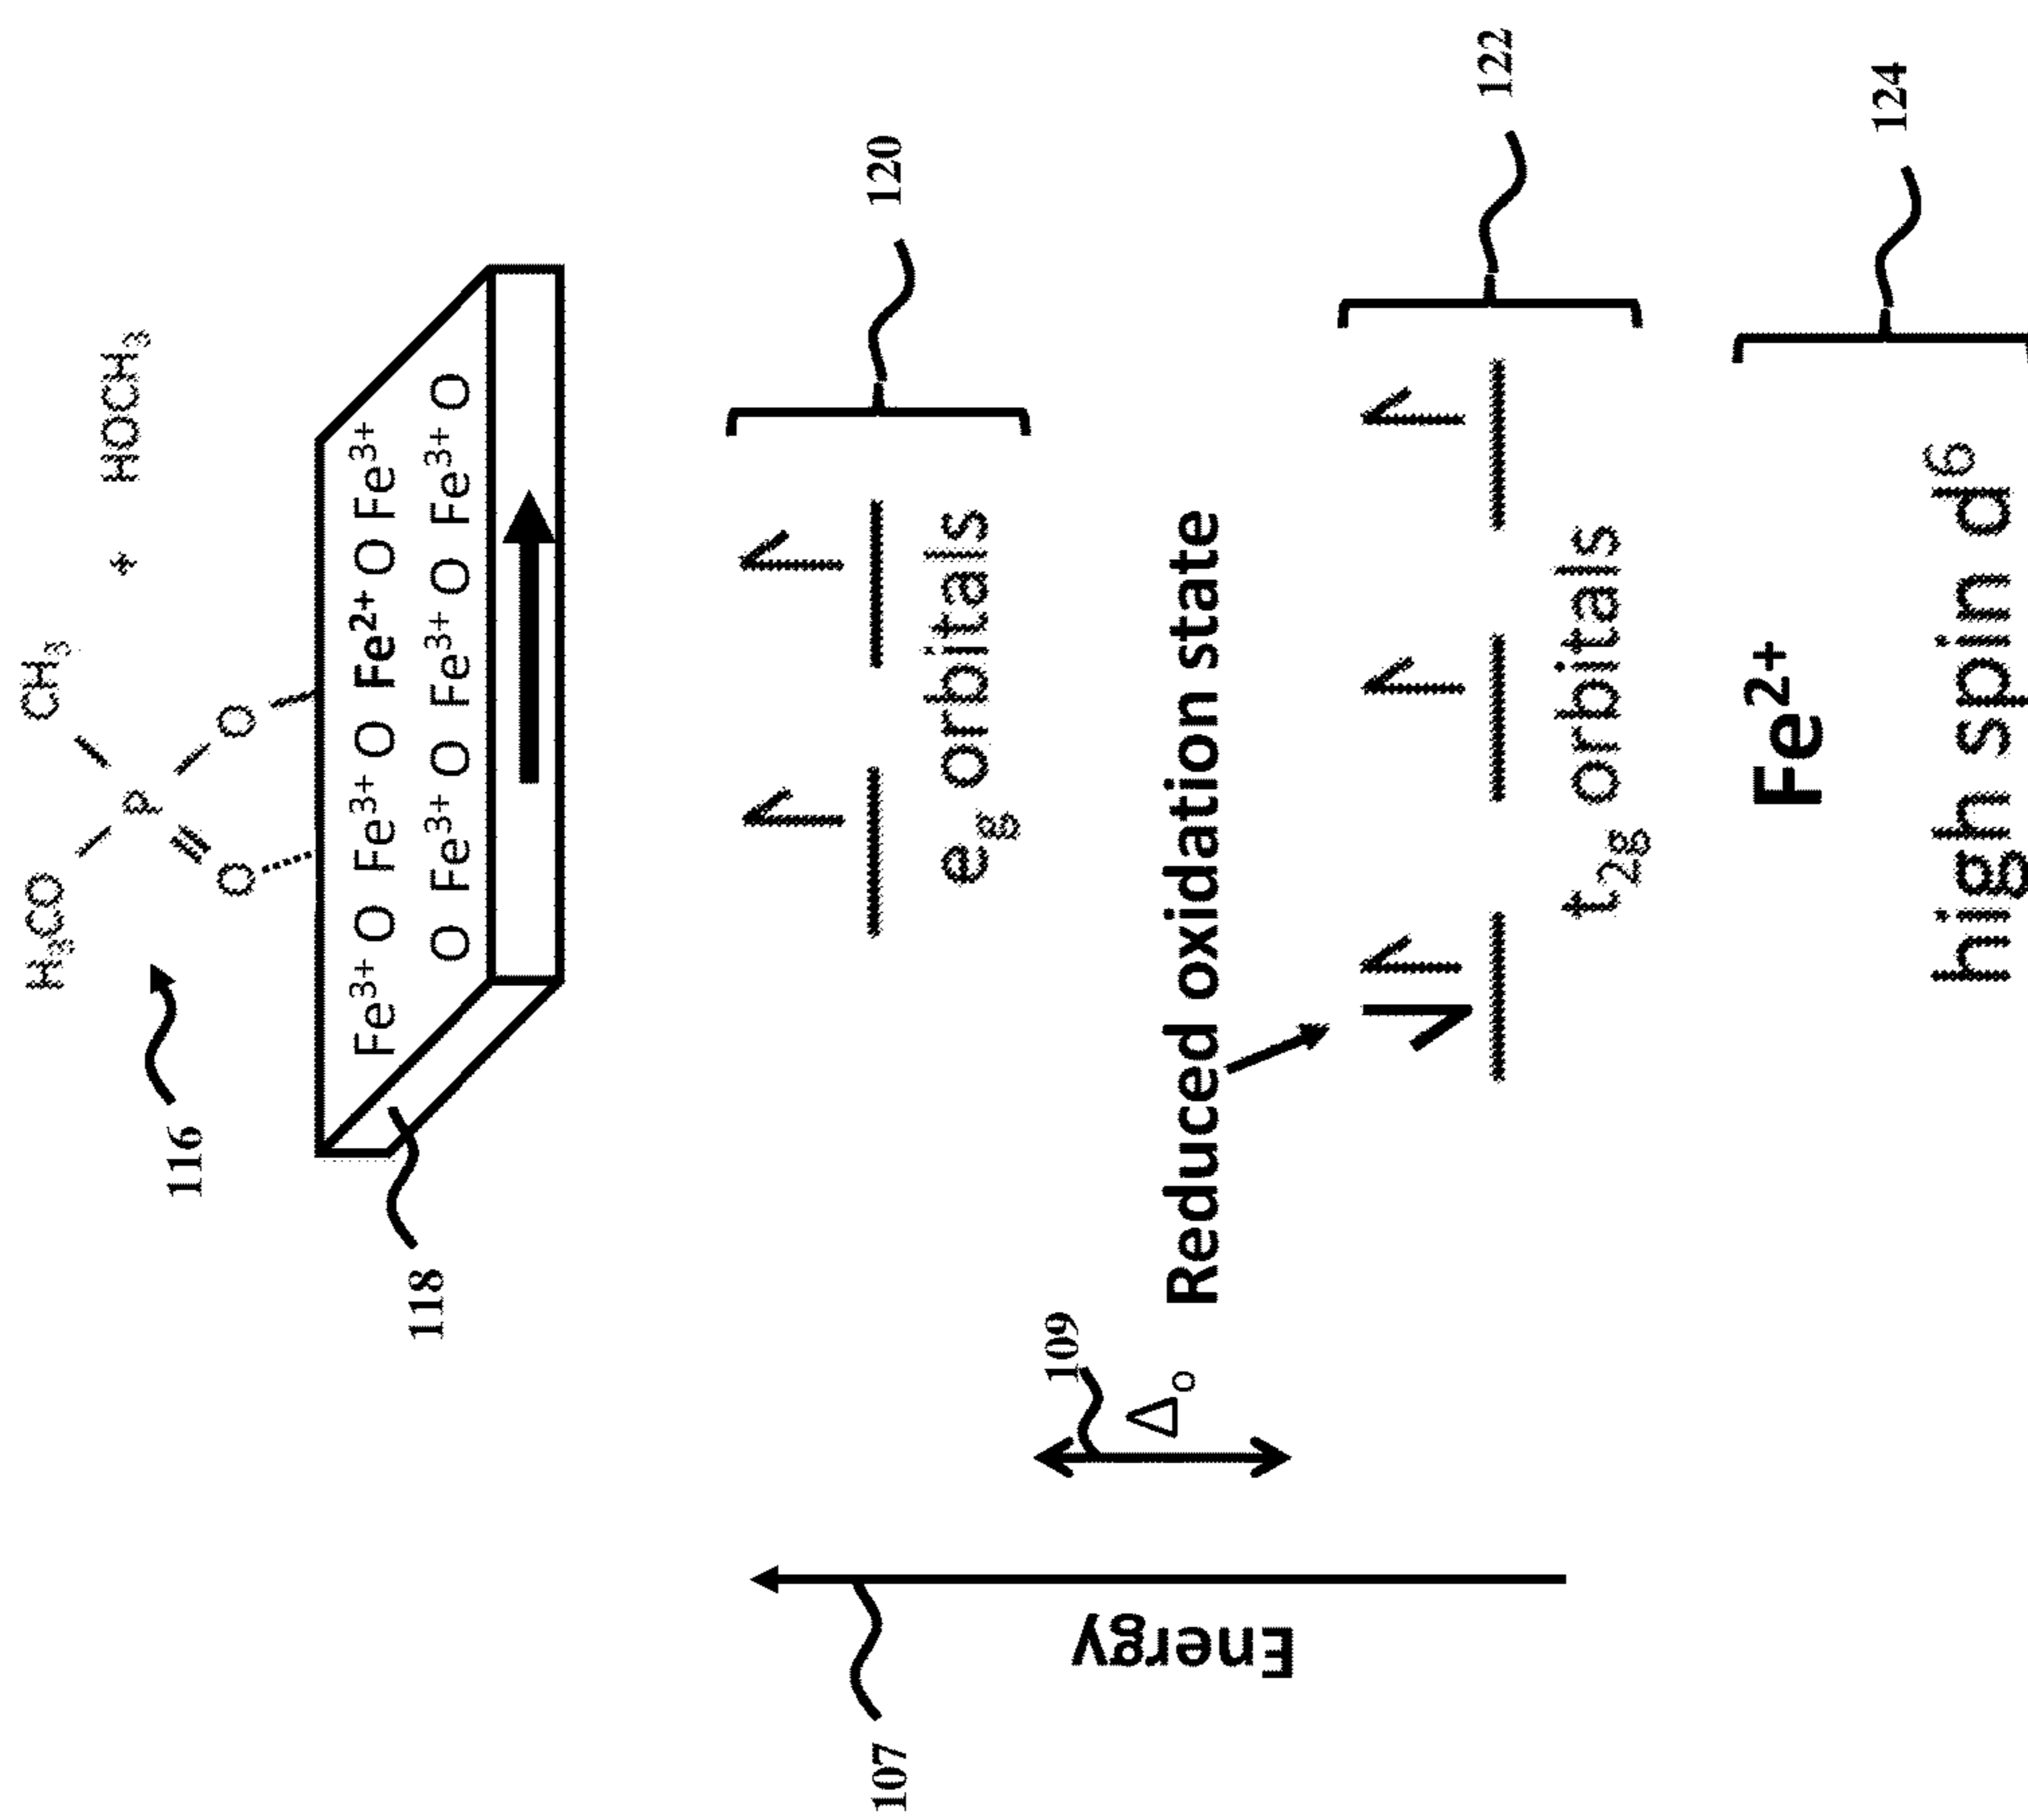 H₃CO
CH₃
P
O
O
+
HOCH₃
116
Fe³⁺ O Fe³⁺ O Fe²⁺ O Fe³⁺
O Fe³⁺ O Fe³⁺ O Fe³⁺ O
118
120
e_g orbitals
107
Energy
109
Δₒ
Reduced oxidation state
122
t₂g orbitals
Fe²⁺
124
high spin d⁶